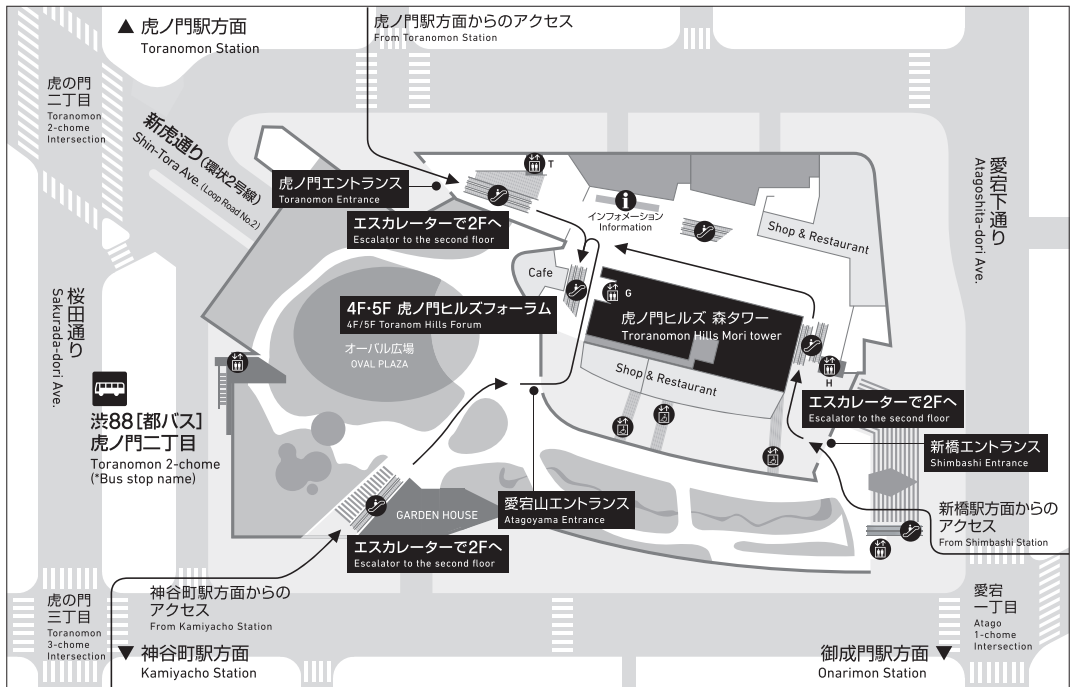 ▲ 虎ノ門駅方面
Toranomon Station
虎ノ門駅方面からのアクセス
From Toranomon Station
虎の門
二丁目
Toranomon
2-chome
Intersection
新虎通り(環状2号線)
Shin-Tora Ave. (Loop Road No.2)
虎ノ門エントランス
Toranomon Entrance
T
エスカレーターで2Fへ
Escalator to the second floor
インフォメーション
Information
Shop & Restaurant
愛宕下通り
Atagoshita-dori Ave.
Cafe
G
4F・5F 虎ノ門ヒルズフォーラム
4F/5F Toranom Hills Forum
オーバル広場
OVAL PLAZA
虎ノ門ヒルズ 森タワー
Troranomon Hills Mori tower
Shop & Restaurant
H
桜田通り
Sakurada-dori Ave.
渋88[都バス]
虎ノ門二丁目
Toranomon 2-chome
(*Bus stop name)
エスカレーターで2Fへ
Escalator to the second floor
新橋エントランス
Shimbashi Entrance
愛宕山エントランス
Atagoyama Entrance
GARDEN HOUSE
新橋駅方面からの
アクセス
From Shimbashi Station
エスカレーターで2Fへ
Escalator to the second floor
神谷町駅方面からの
アクセス
From Kamiyacho Station
虎の門
三丁目
Toranomon
3-chome
Intersection
愛宕
一丁目
Atago
1-chome
Intersection
▼ 神谷町駅方面
Kamiyacho Station
御成門駅方面 ▼
Onarimon Station